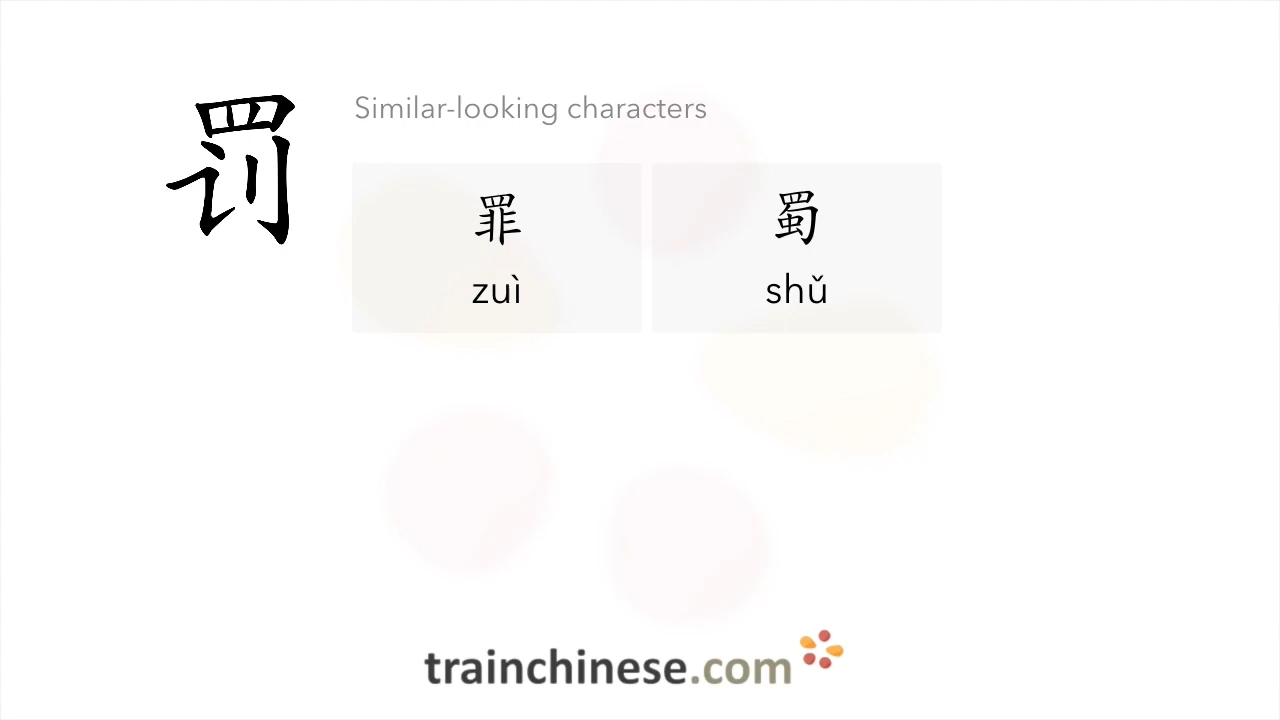 罚
Similar-looking characters
罪 蜀
zuì shǔ
trainchinese.com